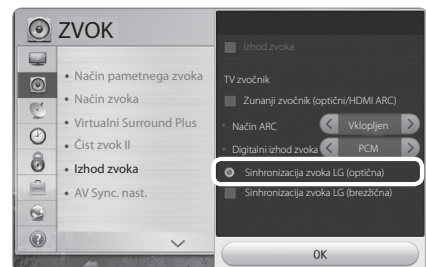 ZVOK
• Način pametnega zvoka
• Način zvoka
• Virtualni Surround Plus
• Čist zvok II
• Izhod zvoka
• AV Sync. nast.
Izhod zvoka
TV zvočnik
Zunanji zvočnik (optični/HDMI ARC)
• Način ARC < Vklopljen >
• Digitalni izhod zvoka < PCM >
Sinhronizacija zvoka LG (optična)
Sinhronizacija zvoka LG (brezžična)
OK